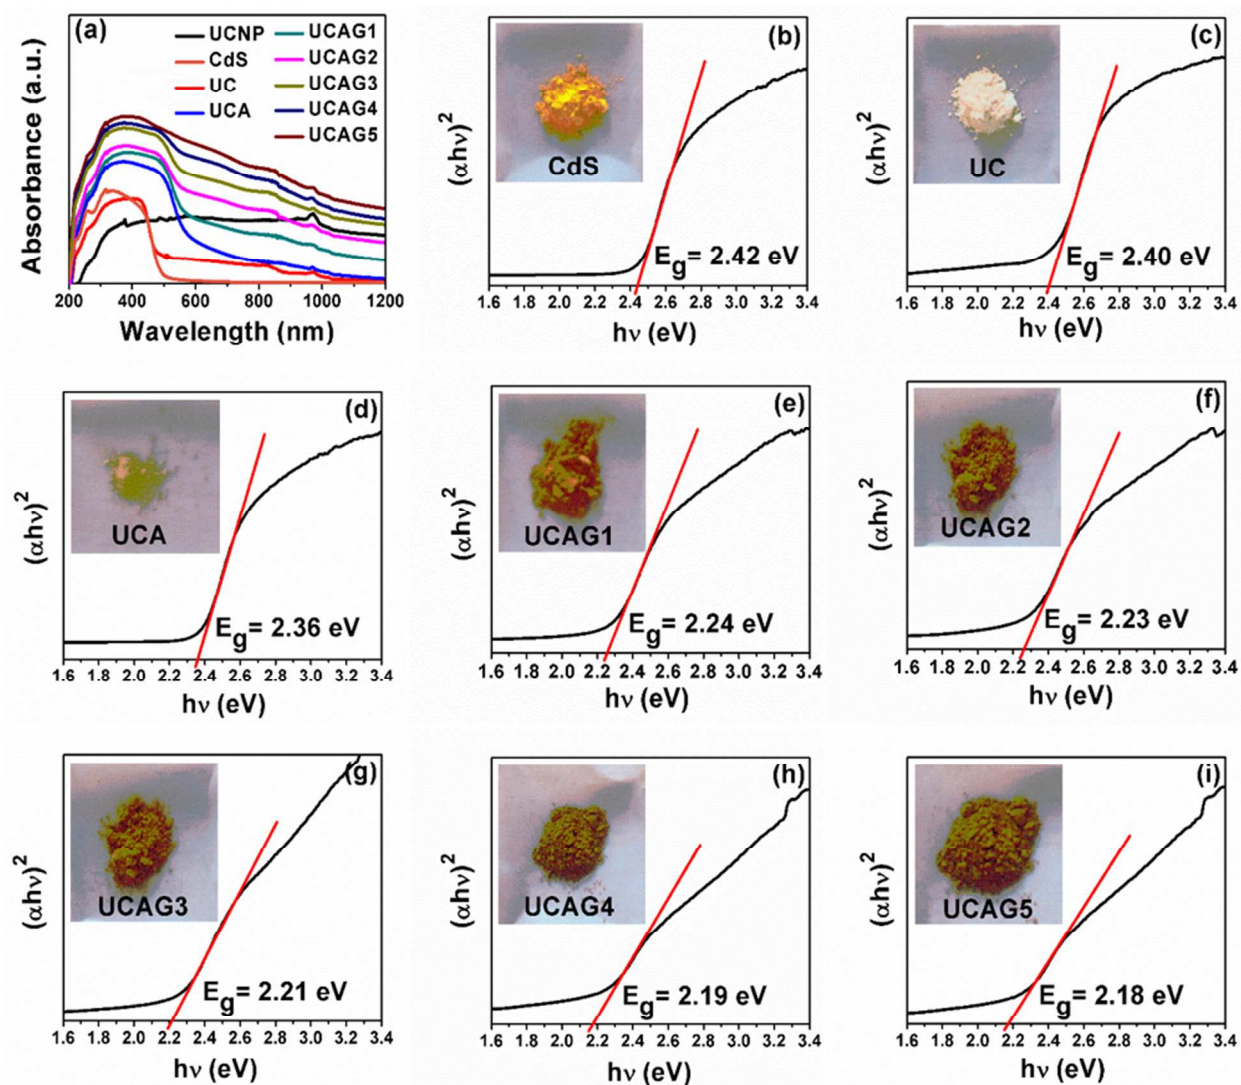 (a)
UCNP
CdS
UC
UCA
UCAG1
UCAG2
UCAG3
UCAG4
UCAG5
Absorbance (a.u.)
200 400 600 800 1000 1200
Wavelength (nm)
(b)
CdS
(αhν)²
E_g = 2.42 eV
1.6 1.8 2.0 2.2 2.4 2.6 2.8 3.0 3.2 3.4
hν (eV)
(c)
UC
(αhν)²
E_g = 2.40 eV
1.6 1.8 2.0 2.2 2.4 2.6 2.8 3.0 3.2 3.4
hν (eV)
(d)
UCA
(αhν)²
E_g = 2.36 eV
1.6 1.8 2.0 2.2 2.4 2.6 2.8 3.0 3.2 3.4
hν (eV)
(e)
UCAG1
(αhν)²
E_g = 2.24 eV
1.6 1.8 2.0 2.2 2.4 2.6 2.8 3.0 3.2 3.4
hν (eV)
(f)
UCAG2
(αhν)²
E_g = 2.23 eV
1.6 1.8 2.0 2.2 2.4 2.6 2.8 3.0 3.2 3.4
hν (eV)
(g)
UCAG3
(αhν)²
E_g = 2.21 eV
1.6 1.8 2.0 2.2 2.4 2.6 2.8 3.0 3.2 3.4
hν (eV)
(h)
UCAG4
(αhν)²
E_g = 2.19 eV
1.6 1.8 2.0 2.2 2.4 2.6 2.8 3.0 3.2 3.4
hν (eV)
(i)
UCAG5
(αhν)²
E_g = 2.18 eV
1.6 1.8 2.0 2.2 2.4 2.6 2.8 3.0 3.2 3.4
hν (eV)